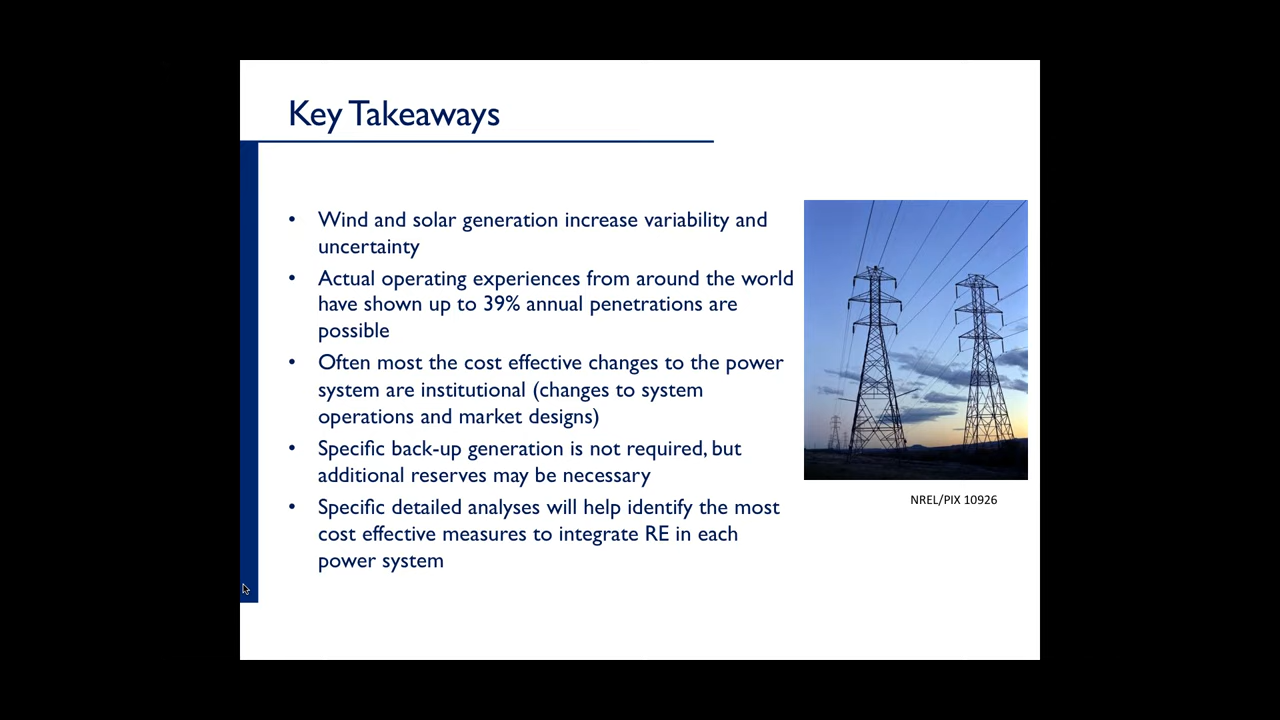 Key Takeaways
• Wind and solar generation increase variability and
uncertainty
• Actual operating experiences from around the world
have shown up to 39% annual penetrations are
possible
• Often most the cost effective changes to the power
system are institutional (changes to system
operations and market designs)
• Specific back-up generation is not required, but
additional reserves may be necessary
• Specific detailed analyses will help identify the most
cost effective measures to integrate RE in each
power system
NREL/PIX 10926